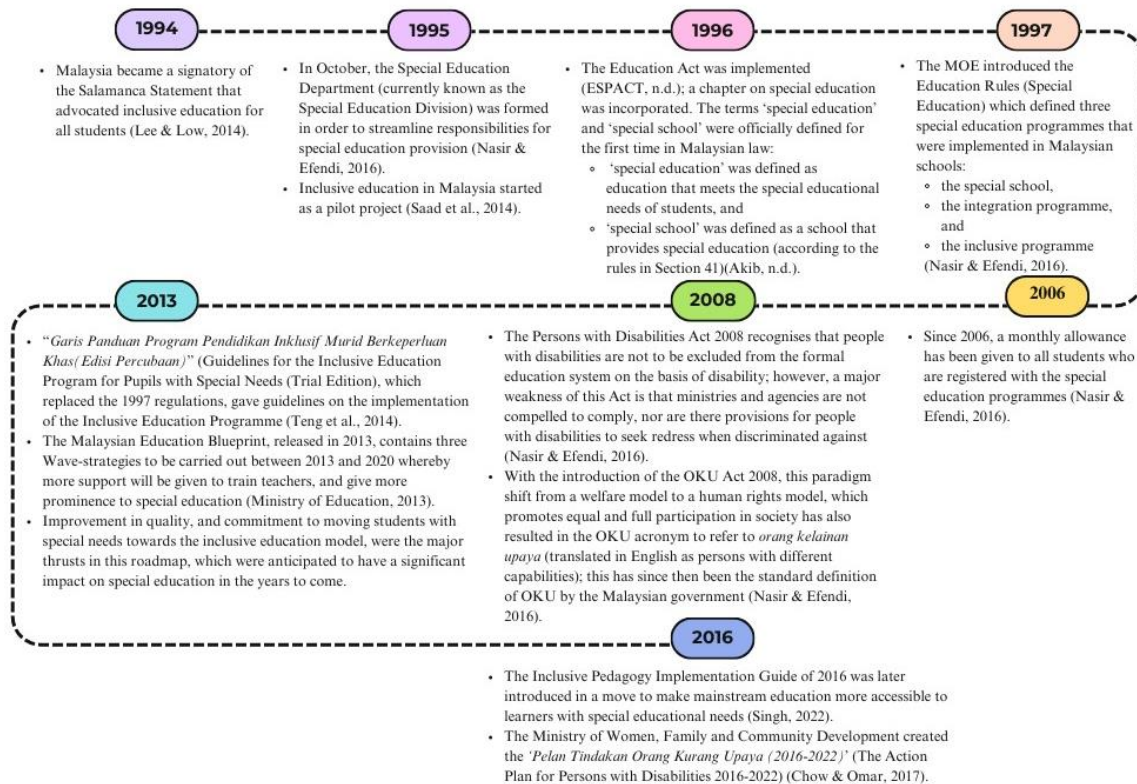 1994
• Malaysia became a signatory of
the Salamanca Statement that
advocated inclusive education for
all students (Lee & Low, 2014).
1995
• In October, the Special Education
Department (currently known as the
Special Education Division) was formed
in order to streamline responsibilities for
special education provision (Nasir &
Efendi, 2016).
• Inclusive education in Malaysia started
as a pilot project (Saad et al., 2014).
1996
• The Education Act was implemented
(ESPACT, n.d.); a chapter on special education
was incorporated. The terms ‘special education’
and ‘special school’ were officially defined for
the first time in Malaysian law:
◦ ‘special education’ was defined as
education that meets the special educational
needs of students, and
◦ ‘special school’ was defined as a school that
provides special education (according to the
rules in Section 41)(Akib, n.d.).
1997
• The MOE introduced the
Education Rules (Special
Education) which defined three
special education programmes that
were implemented in Malaysian
schools:
◦ the special school,
◦ the integration programme,
and
◦ the inclusive programme
(Nasir & Efendi, 2016).
2006
• Since 2006, a monthly allowance
has been given to all students who
are registered with the special
education programmes (Nasir &
Efendi, 2016).
2008
• The Persons with Disabilities Act 2008 recognises that people
with disabilities are not to be excluded from the formal
education system on the basis of disability; however, a major
weakness of this Act is that ministries and agencies are not
compelled to comply, nor are there provisions for people
with disabilities to seek redress when discriminated against
(Nasir & Efendi, 2016).
• With the introduction of the OKU Act 2008, this paradigm
shift from a welfare model to a human rights model, which
promotes equal and full participation in society has also
resulted in the OKU acronym to refer to orang kelainan
upaya (translated in English as persons with different
capabilities); this has since then been the standard definition
of OKU by the Malaysian government (Nasir & Efendi,
2016).
2013
• “Garis Panduan Program Pendidikan Inklusif Murid Berkeperluan
Khas(Edisi Percubaan)” (Guidelines for the Inclusive Education
Program for Pupils with Special Needs (Trial Edition), which
replaced the 1997 regulations, gave guidelines on the implementation
of the Inclusive Education Programme (Teng et al., 2014).
• The Malaysian Education Blueprint, released in 2013, contains three
Wave-strategies to be carried out between 2013 and 2020 whereby
more support will be given to train teachers, and give more
prominence to special education (Ministry of Education, 2013).
• Improvement in quality, and commitment to moving students with
special needs towards the inclusive education model, were the major
thrusts in this roadmap, which were anticipated to have a significant
impact on special education in the years to come.
2016
• The Inclusive Pedagogy Implementation Guide of 2016 was later
introduced in a move to make mainstream education more accessible to
learners with special educational needs (Singh, 2022).
• The Ministry of Women, Family and Community Development created
the ‘Pelan Tindakan Orang Kurang Upaya (2016-2022)’ (The Action
Plan for Persons with Disabilities 2016-2022) (Chow & Omar, 2017).